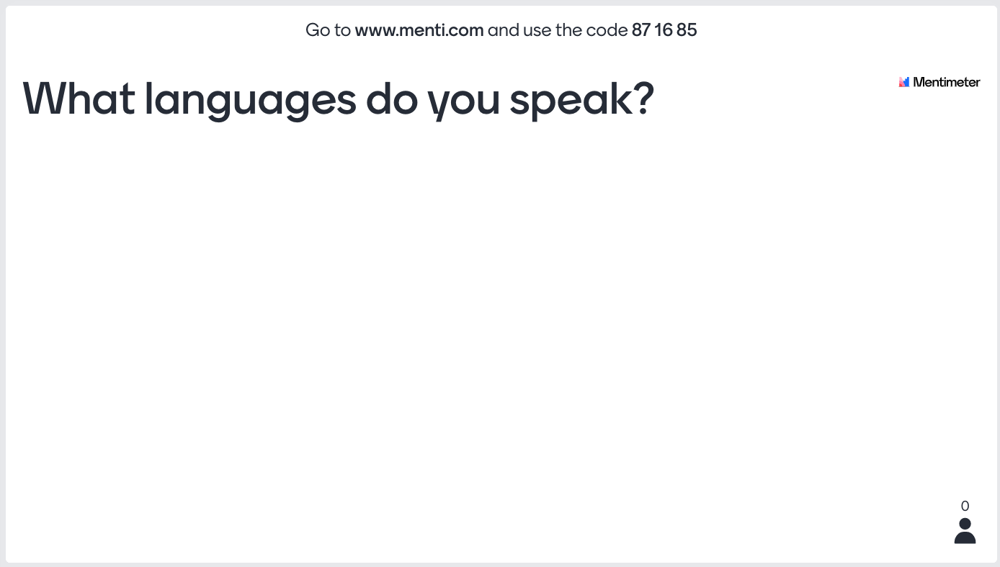 Go to www.menti.com and use the code 87 16 85
What languages do you speak?
Mentimeter
0